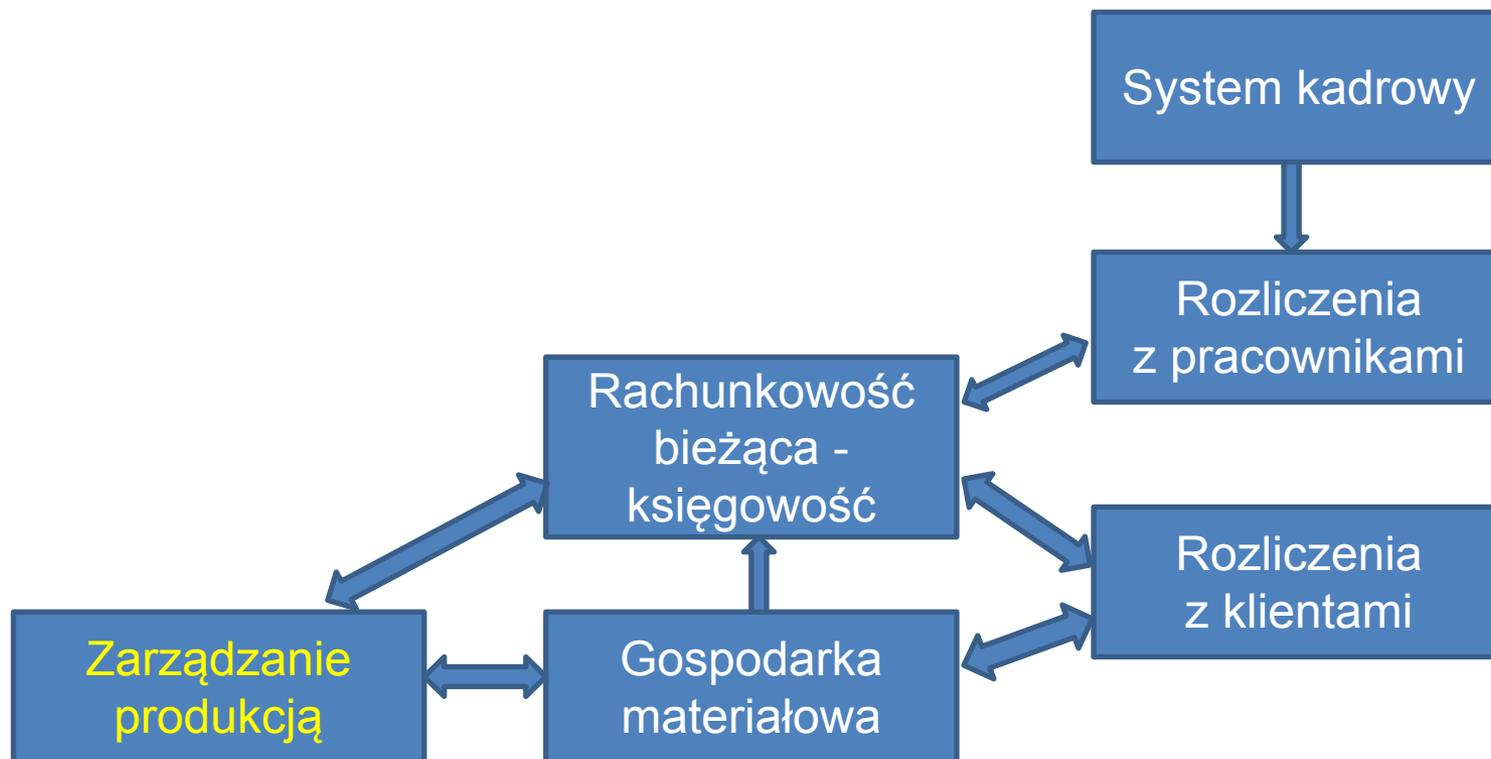 System kadrowy
Rozliczenia
z pracownikami
Rachunkowość
bieżąca -
księgowość
Rozliczenia
z klientami
Zarządzanie
produkcją
Gospodarka
materiałowa